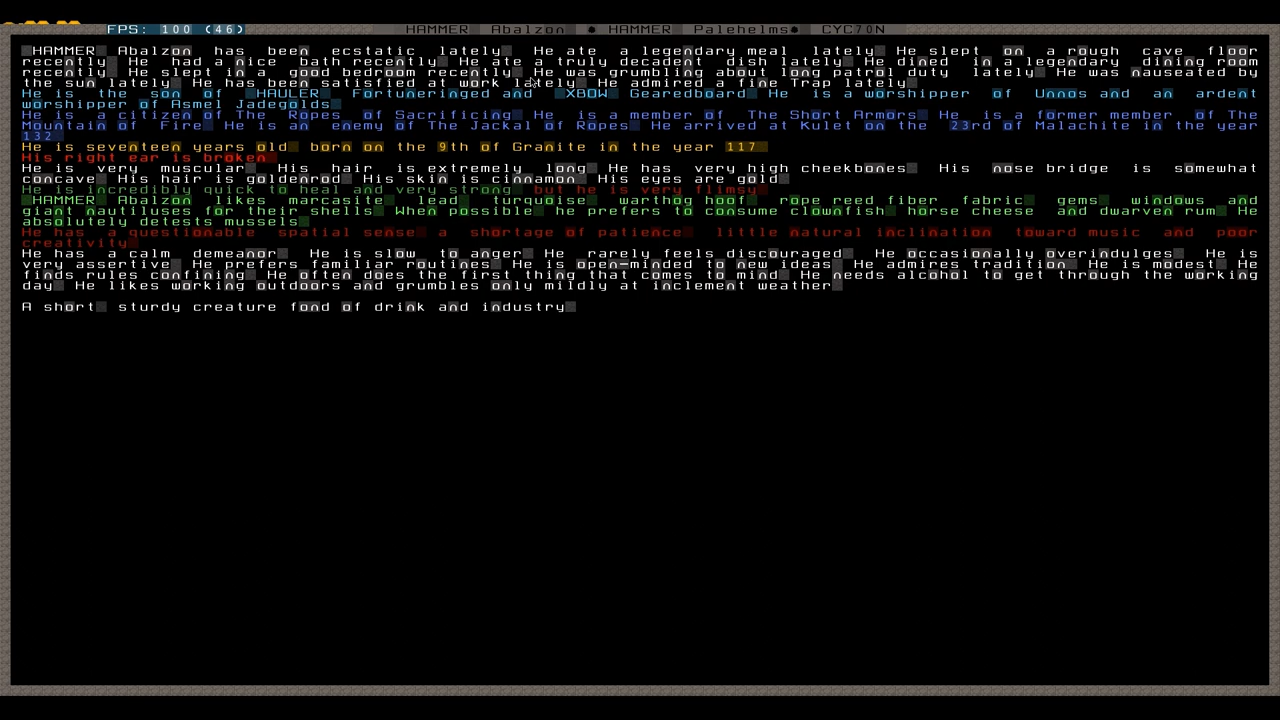 FPS: 100 (46) HAMMER Abalzon HAMMER Palehelms CYC70N
HAMMER Abalzon has been ecstatic lately He ate a legendary meal lately He slept on a rough cave floor
recently He had a nice bath recently He ate a truly decadent dish lately He dined in a legendary dining room
recently He slept in a good bedroom recently He was grumbling about long patrol duty lately He was nauseated by
the sun lately He has been satisfied at work lately He admired a fine Trap lately
He is the son of HAULER Fortuneringed and XBOW Gearedboard He is a worshipper of Unnos and an ardent
worshipper of Asmel Jadegolds
He is a citizen of The Ropes of Sacrificing He is a member of The Short Armors He is a former member of The
Mountain of Fire He is an enemy of The Jackal of Ropes He arrived at Kulet on the 23rd of Malachite in the year
132
He is seventeen years old born on the 9th of Granite in the year 117
His right ear is broken
He is very muscular His hair is extremely long He has very high cheekbones His nose bridge is somewhat
concave His hair is goldenrod His skin is cinnamon His eyes are gold
He is incredibly quick to heal and very strong but he is very flimsy
HAMMER Abalzon likes marcasite lead turquoise warthog hoof rope reed fiber fabric gems windows and
giant nautiluses for their shells When possible he prefers to consume clownfish horse cheese and dwarven rum He
absolutely detests mussels
He has a questionable spatial sense a shortage of patience little natural inclination toward music and poor
creativity
He has a calm demeanor He is slow to anger He rarely feels discouraged He occasionally overindulges He is
very assertive He prefers familiar routines He is open-minded to new ideas He admires tradition He is modest He
finds rules confining He often does the first thing that comes to mind He needs alcohol to get through the working
day He likes working outdoors and grumbles only mildly at inclement weather
A short sturdy creature fond of drink and industry